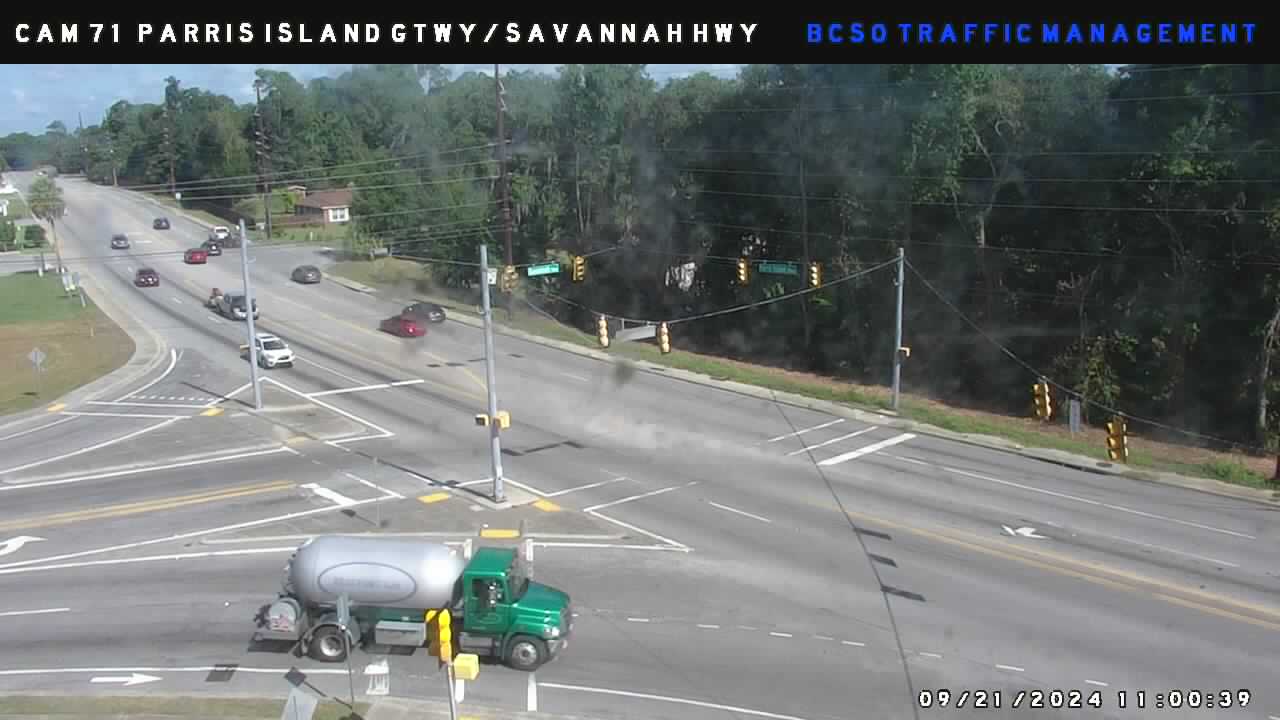 CAM 71 PARRIS ISLAND GTWY/SAVANNAH HWY
BCSO TRAFFIC MANAGEMENT
09/21/2024 11:00:39